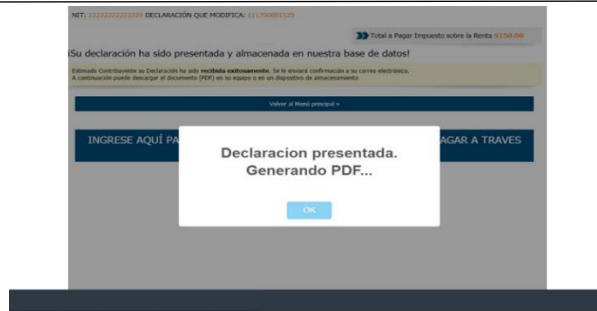 NIT: 22222222222229 DECLARACIÓN QUE MODIFICA: 111700001529
Total a Pagar Impuesto sobre la Renta $150.00
¡Su declaración ha sido presentada y almacenada en nuestra base de datos!
Estimado Contribuyente su Declaración ha sido recibida exitosamente. Se le enviará confirmación a su correo electrónico.
A continuación puede descargar el documento (PDF) en su equipo o en un dispositivo de almacenamiento
Volver al Menú principal »
INGRESE AQUÍ PA
AGAR A TRAVES
Declaracion presentada.
Generando PDF...
OK